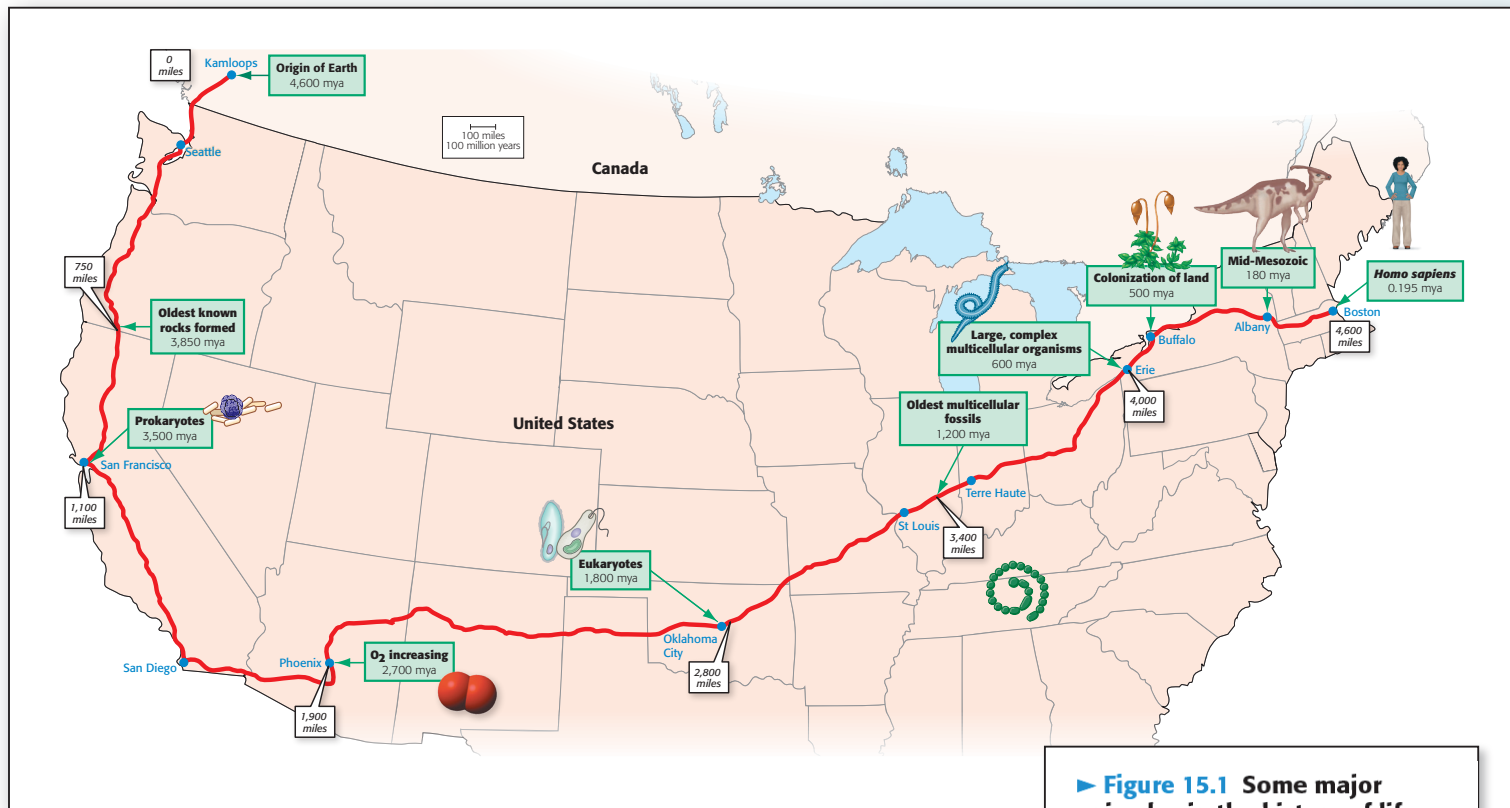 0
miles
Kamloops
Origin of Earth
4,600 mya
Seattle
100 miles
100 million years
Canada
750
miles
Oldest known
rocks formed
3,850 mya
Prokaryotes
3,500 mya
San Francisco
1,100
miles
United States
San Diego
Phoenix
O₂ increasing
2,700 mya
1,900
miles
Eukaryotes
1,800 mya
Oklahoma
City
2,800
miles
St Louis
Oldest multicellular
fossils
1,200 mya
Terre Haute
3,400
miles
Large, complex
multicellular organisms
600 mya
Erie
4,000
miles
Colonization of land
500 mya
Buffalo
Mid-Mesozoic
180 mya
Albany
Homo sapiens
0.195 mya
Boston
4,600
miles
► Figure 15.1 Some major